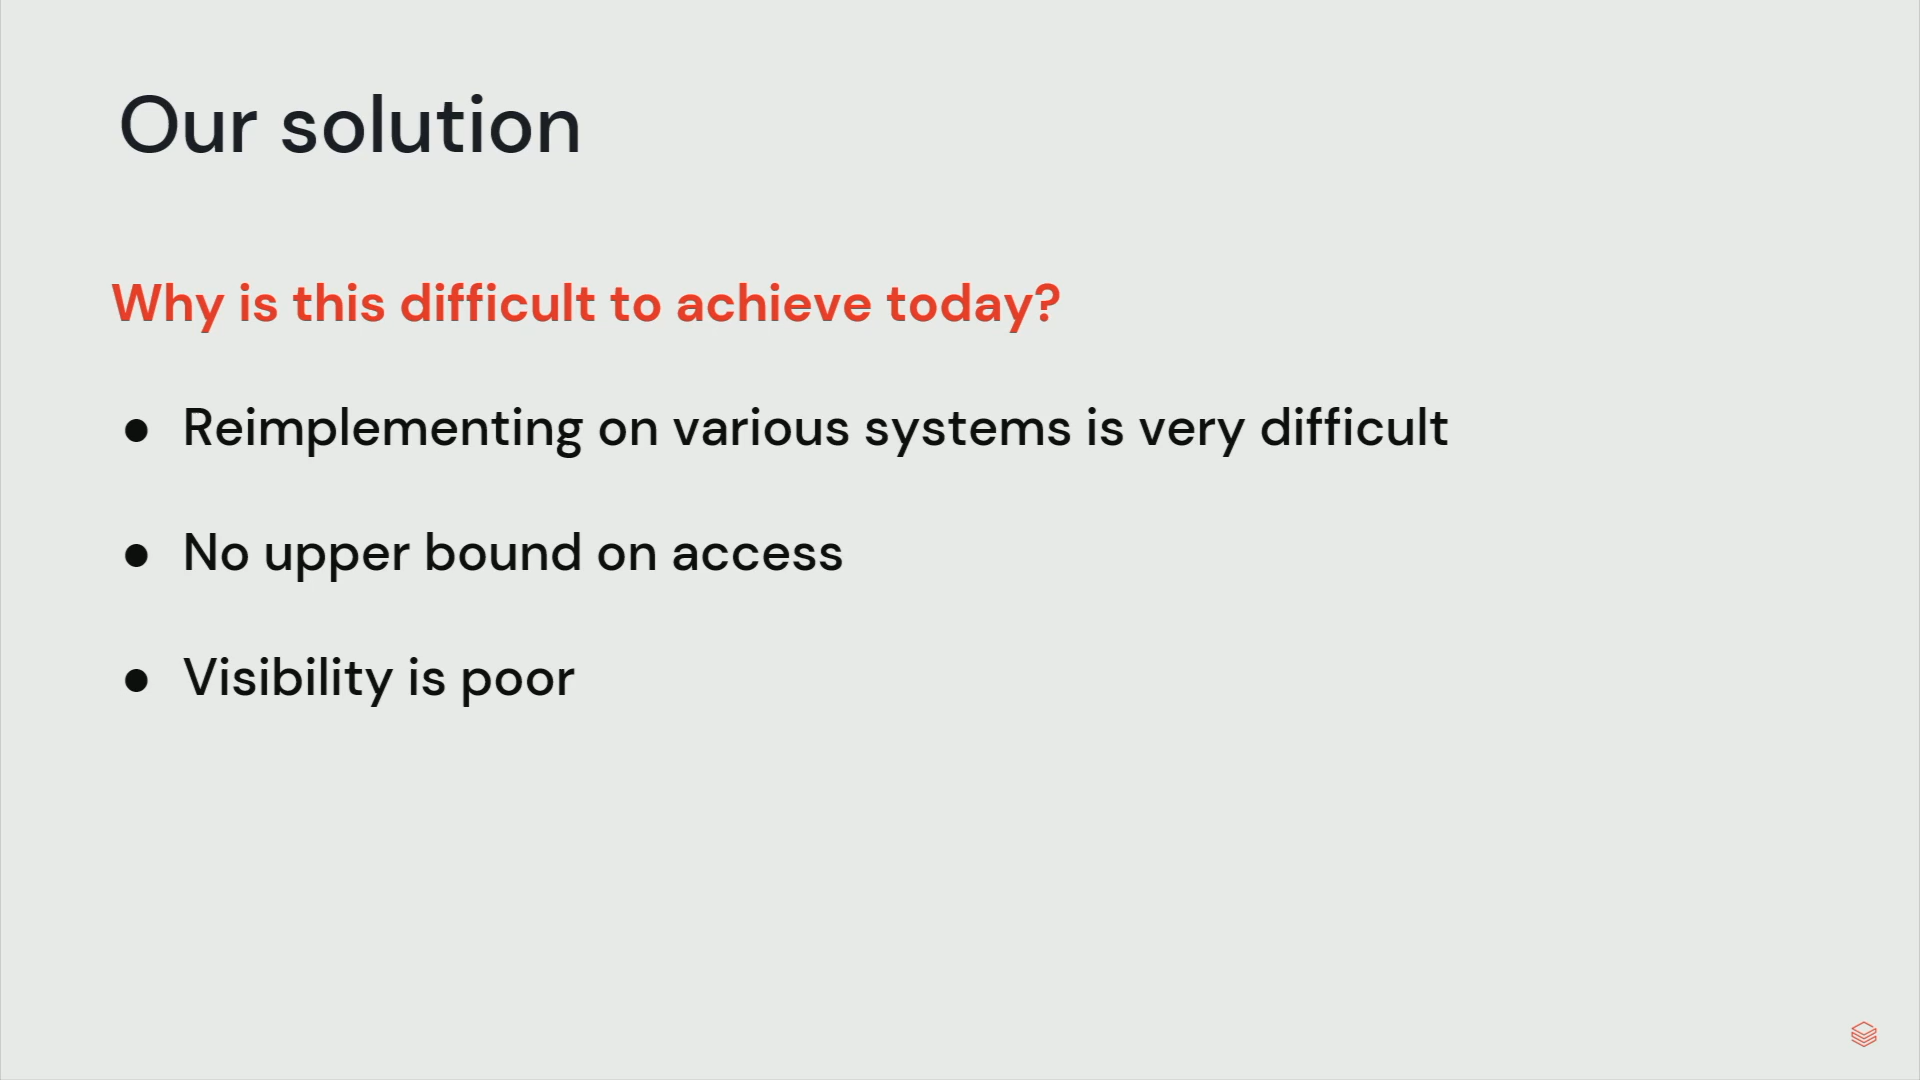 Our solution
Why is this difficult to achieve today?
● Reimplementing on various systems is very difficult
● No upper bound on access
● Visibility is poor